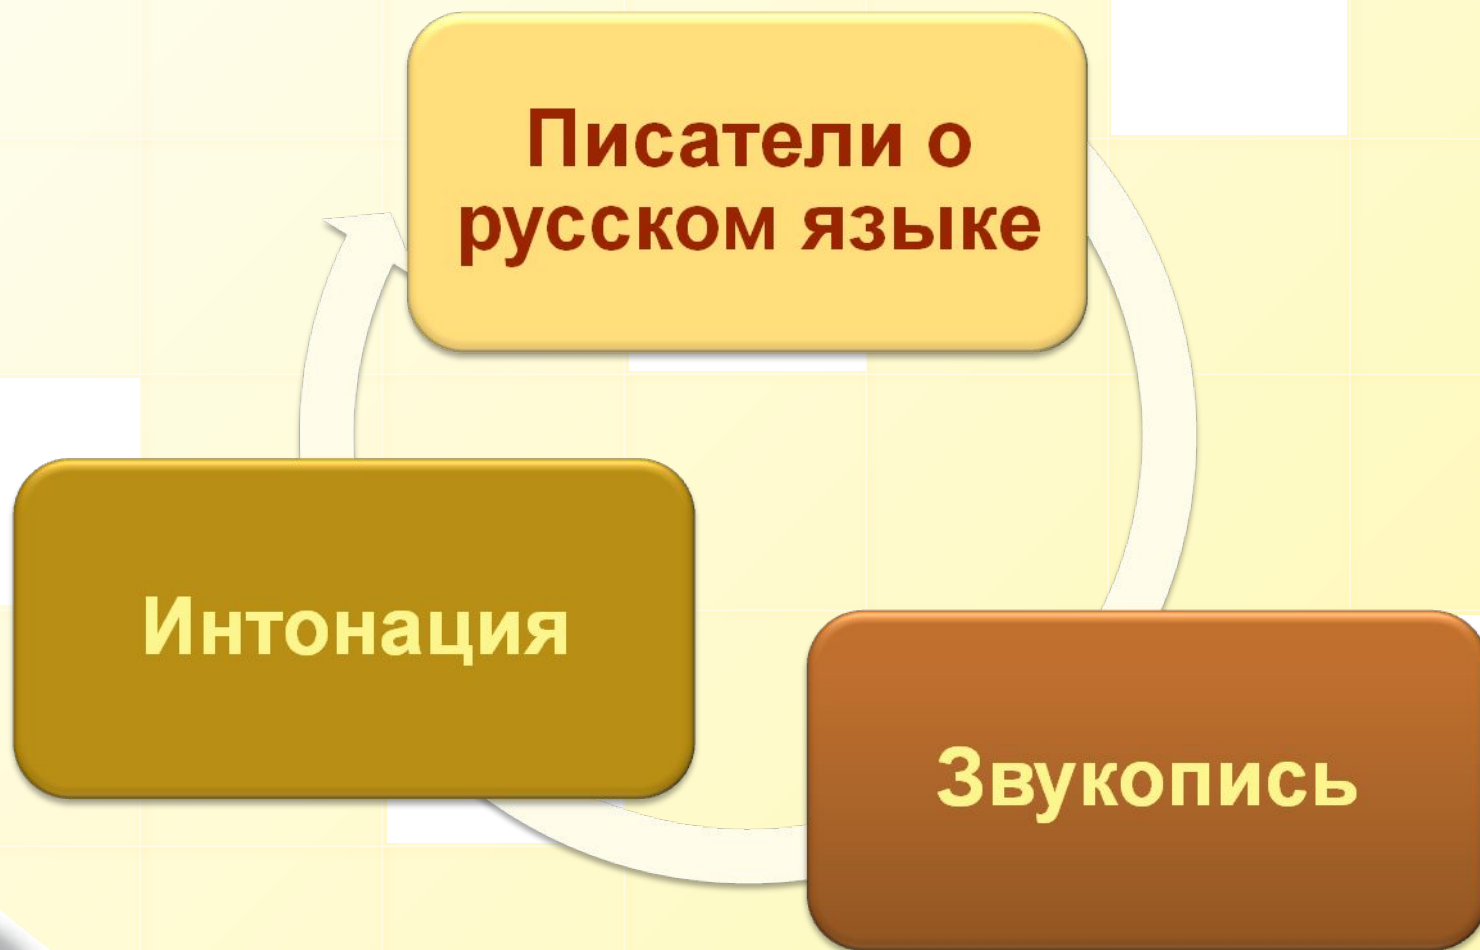 Писатели о
русском языке
Интонация
Звукопись